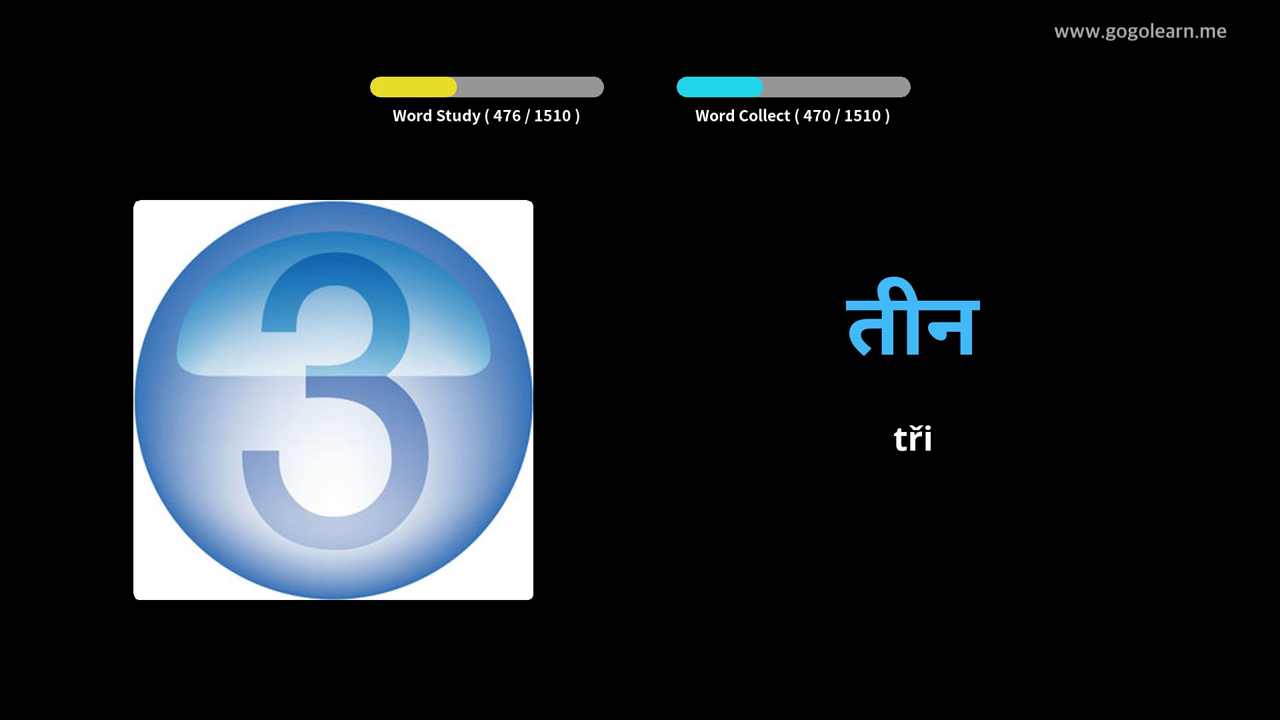 www.gogolearn.me
Word Study ( 476 / 1510 )
Word Collect ( 470 / 1510 )
3
तीन
tři